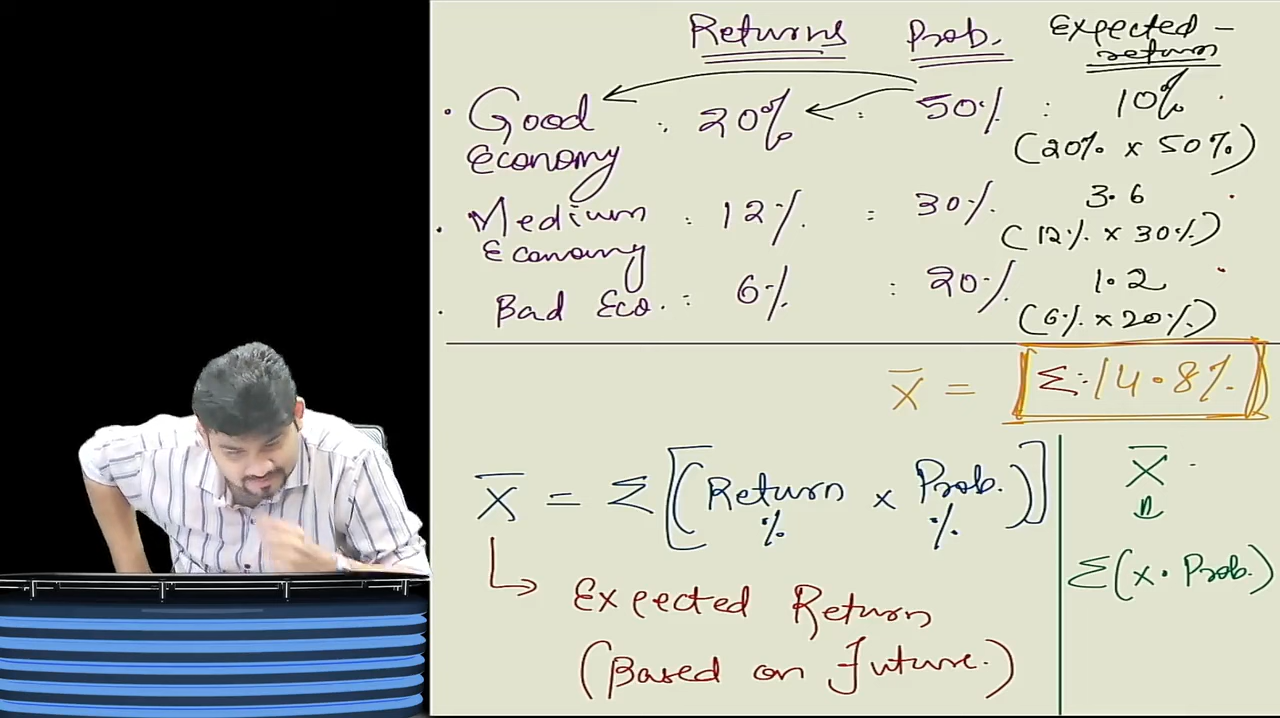 Returns Prob. Expected return
Good Economy : 20% : 50% : 10%
(20% x 50%)
Medium Economy : 12% : 30% 3.6
(12% x 30%)
Bad Eco. : 6% : 20% 1.2
(6% x 20%)
X̄ = Σ: 14.8%
X̄ = Σ [(Return x Prob.)]
% %
Expected Return
(Based on Future.)
X̄
Σ(x · Prob.)